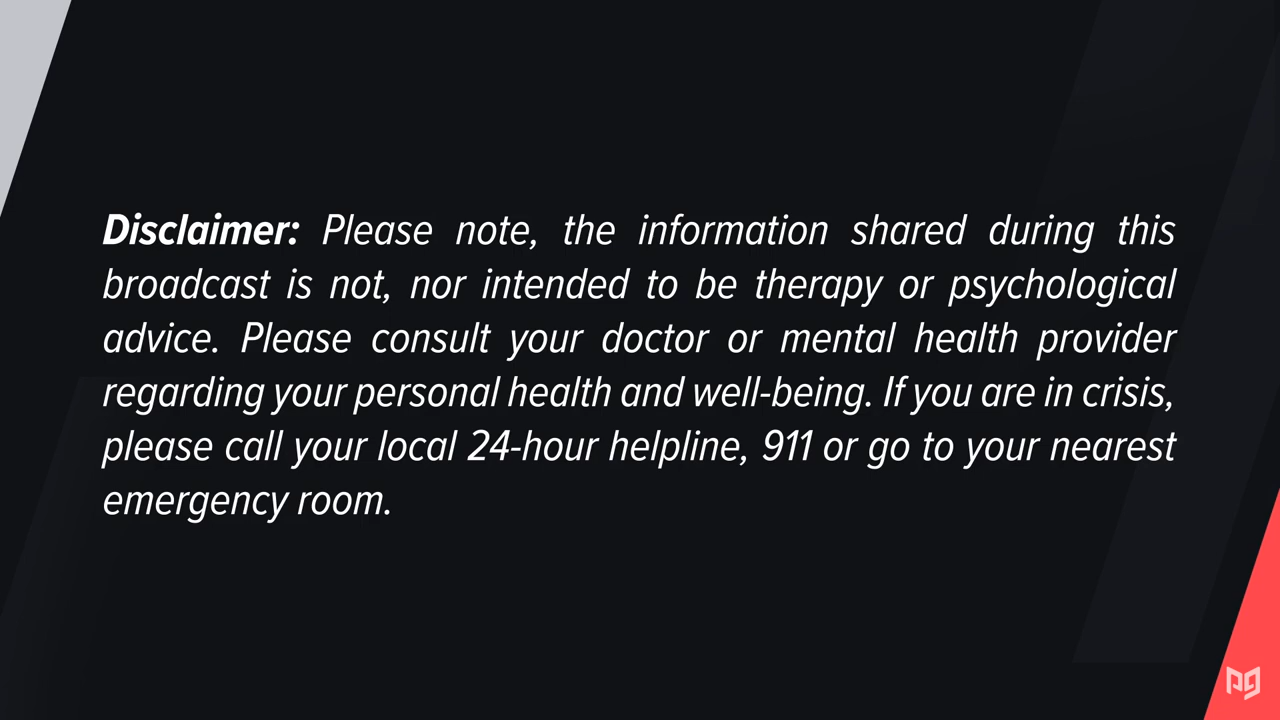 Disclaimer: Please note, the information shared during this
broadcast is not, nor intended to be therapy or psychological
advice. Please consult your doctor or mental health provider
regarding your personal health and well-being. If you are in crisis,
please call your local 24-hour helpline, 911 or go to your nearest
emergency room.
PG